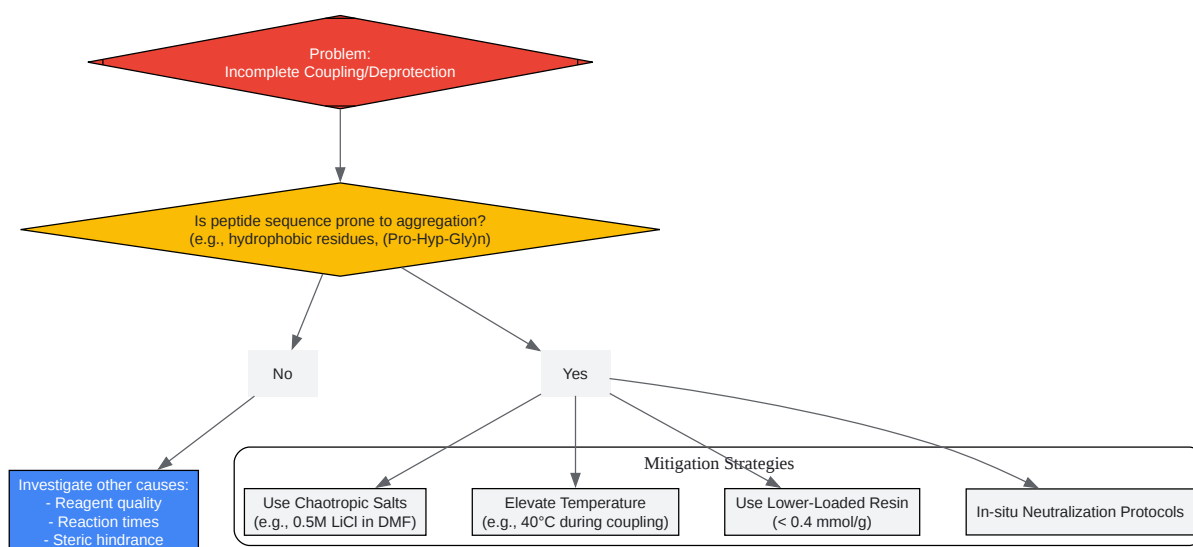 Problem:
Incomplete Coupling/Deprotection
Is peptide sequence prone to aggregation?
(e.g., hydrophobic residues, (Pro-Hyp-Gly)n)
No
Yes
Investigate other causes:
- Reagent quality
- Reaction times
- Steric hindrance
Mitigation Strategies
Use Chaotropic Salts
(e.g., 0.5M LiCl in DMF)
Elevate Temperature
(e.g., 40°C during coupling)
Use Lower-Loaded Resin
(< 0.4 mmol/g)
In-situ Neutralization Protocols